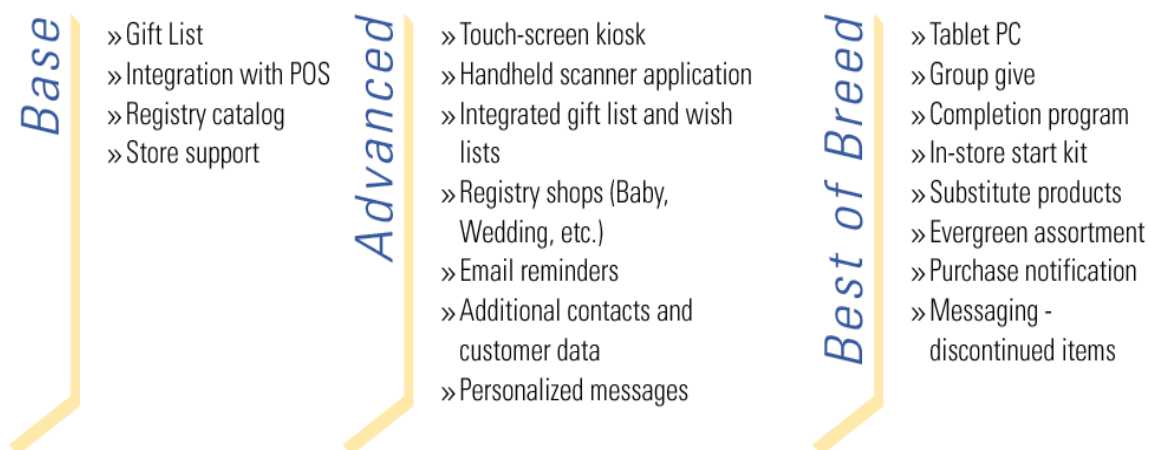 Base
» Gift List
» Integration with POS
» Registry catalog
» Store support
Advanced
» Touch-screen kiosk
» Handheld scanner application
» Integrated gift list and wish
lists
» Registry shops (Baby,
Wedding, etc.)
» Email reminders
» Additional contacts and
customer data
» Personalized messages
Best of Breed
» Tablet PC
» Group give
» Completion program
» In-store start kit
» Substitute products
» Evergreen assortment
» Purchase notification
» Messaging -
discontinued items